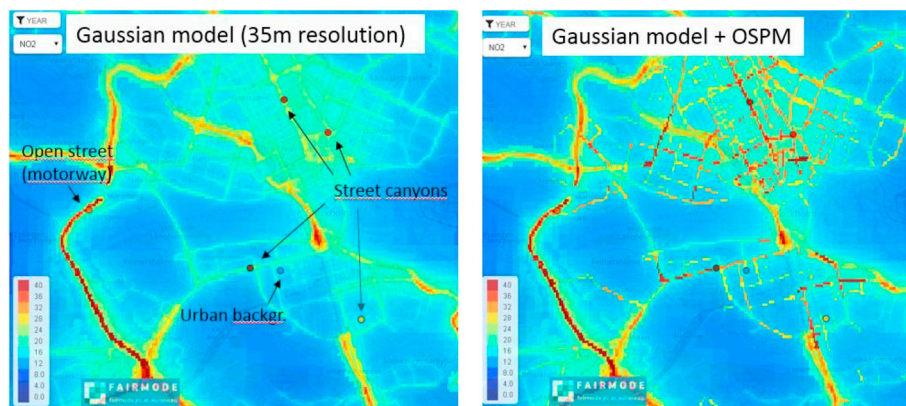 YEAR
NO2
Gaussian model (35m resolution)
Open street
(motorway)
Street canyons
Urban backgr.
40
36
32
28
24
20
16
12
8.0
4.0
0.0
FAIRMODE
YEAR
NO2
Gaussian model + OSPM
40
36
32
28
24
20
16
12
8.0
4.0
0.0
FAIRMODE